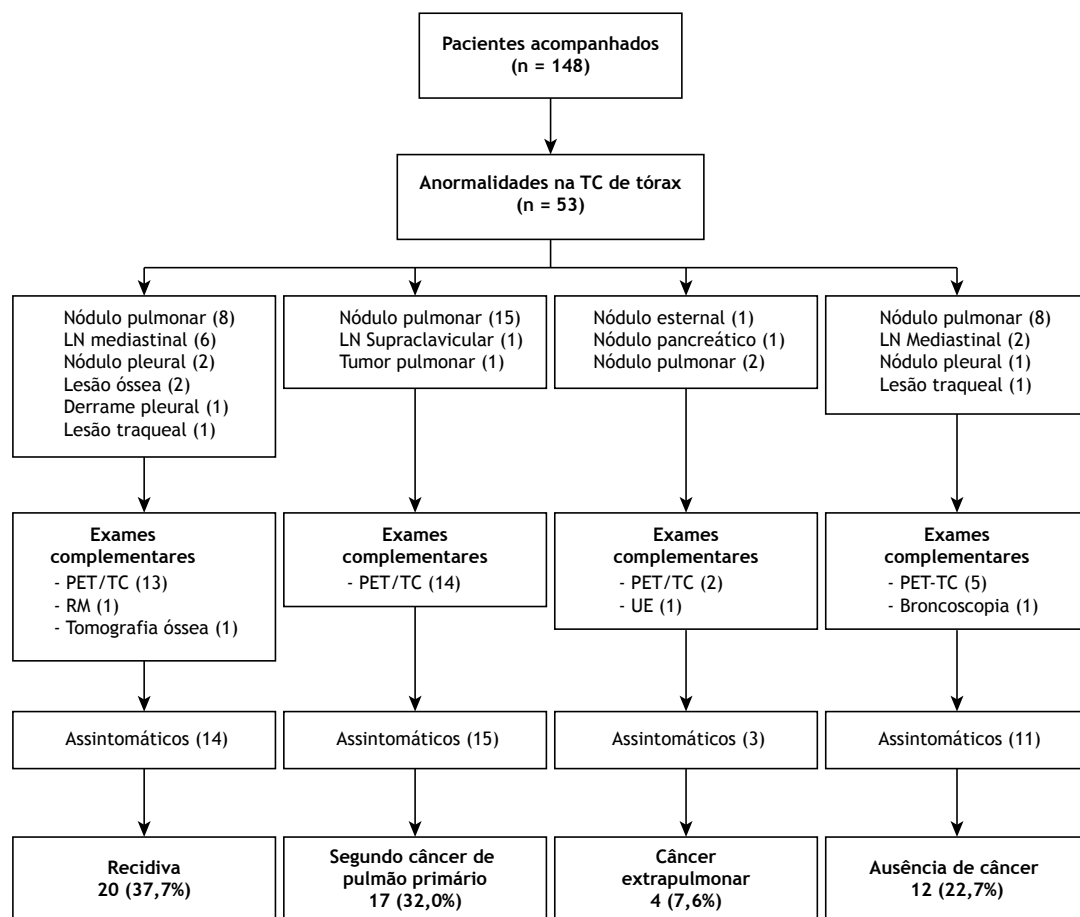 Pacientes acompanhados
(n = 148)
Anormalidades na TC de tórax
(n = 53)
Nódulo pulmonar (8)
LN mediastinal (6)
Nódulo pleural (2)
Lesão óssea (2)
Derrame pleural (1)
Lesão traqueal (1)
Nódulo pulmonar (15)
LN Supraclavicular (1)
Tumor pulmonar (1)
Nódulo esternal (1)
Nódulo pancreático (1)
Nódulo pulmonar (2)
Nódulo pulmonar (8)
LN Mediastinal (2)
Nódulo pleural (1)
Lesão traqueal (1)
Exames
complementares
- PET/TC (13)
- RM (1)
- Tomografia óssea (1)
Exames
complementares
- PET/TC (14)
Exames
complementares
- PET/TC (2)
- UE (1)
Exames
complementares
- PET-TC (5)
- Broncoscopia (1)
Assintomáticos (14)
Assintomáticos (15)
Assintomáticos (3)
Assintomáticos (11)
Recidiva
20 (37,7%)
Segundo câncer de
pulmão primário
17 (32,0%)
Câncer
extrapulmonar
4 (7,6%)
Ausência de câncer
12 (22,7%)